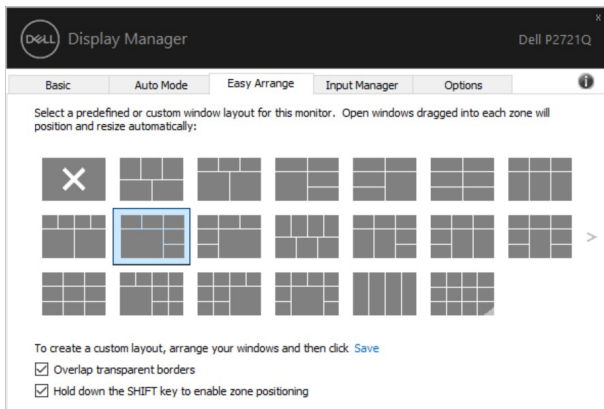 x
DELL Display Manager
Dell P2721Q
Basic
Auto Mode
Easy Arrange
Input Manager
Options
i
Select a predefined or custom window layout for this monitor. Open windows dragged into each zone will
position and resize automatically:
>
To create a custom layout, arrange your windows and then click Save
Overlap transparent borders
Hold down the SHIFT key to enable zone positioning